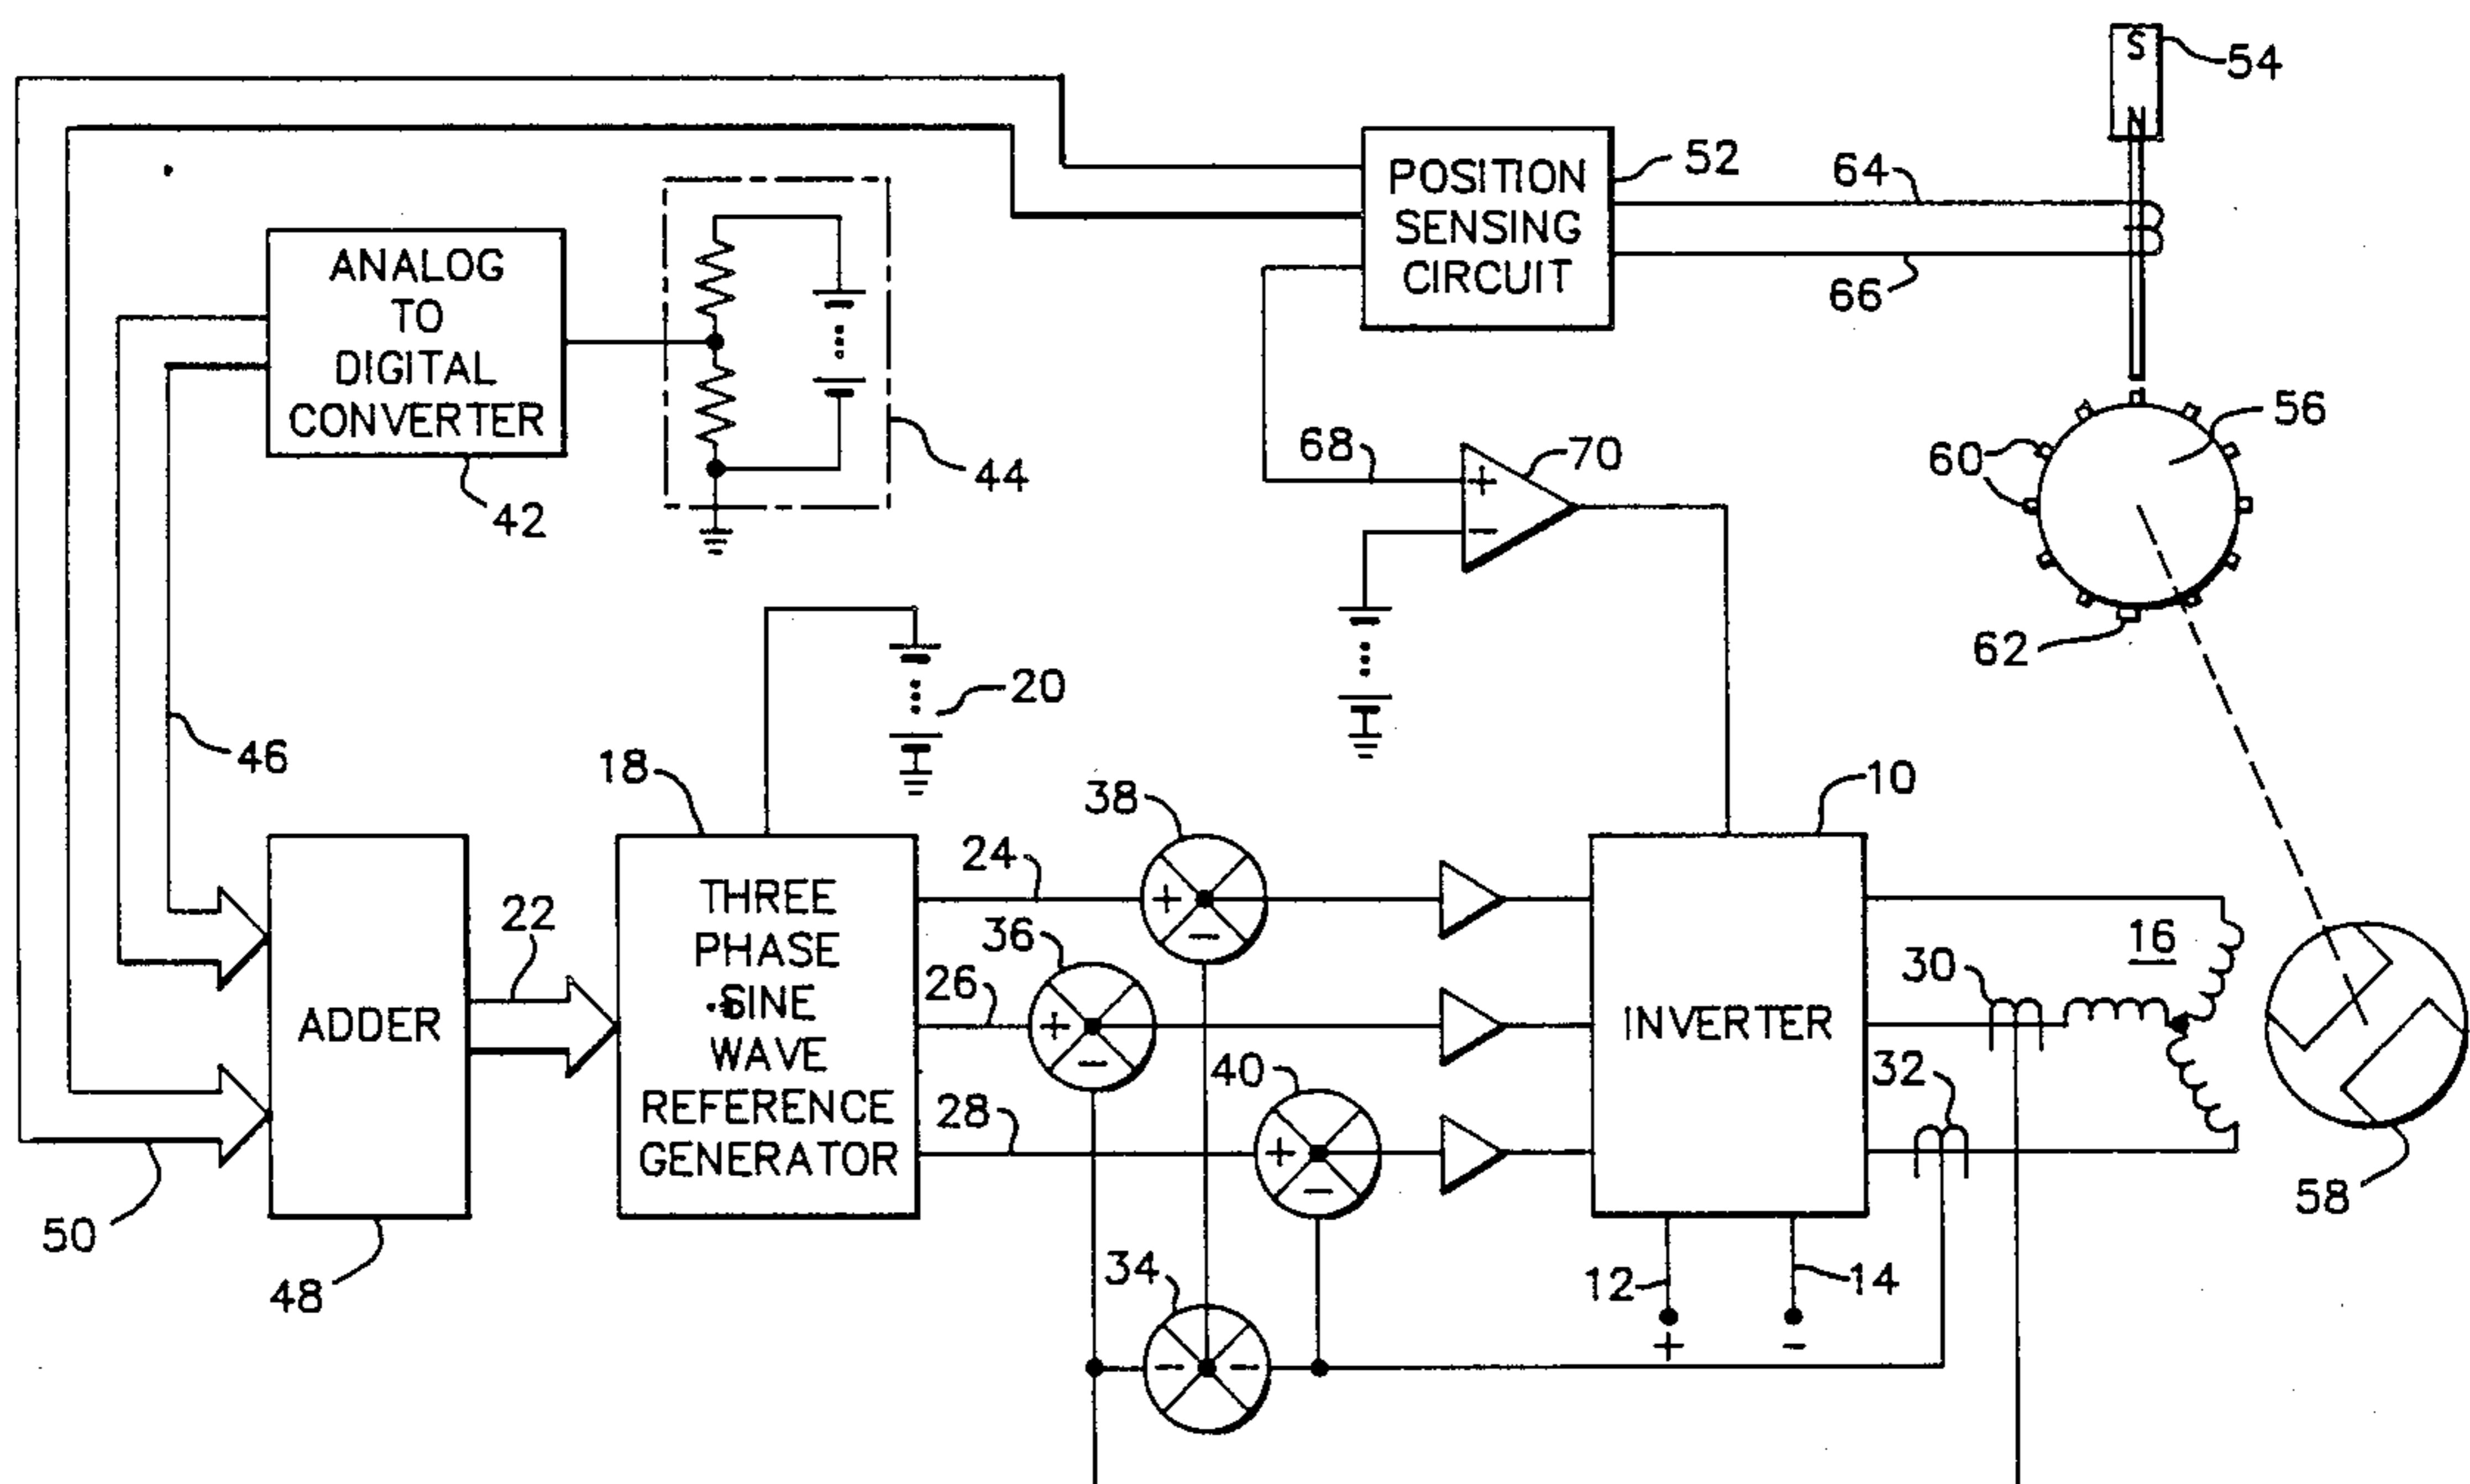 S
54
N
POSITION
SENSING
CIRCUIT
52
64
66
ANALOG
TO
DIGITAL
CONVERTER
42
44
56
60
62
68
70
+
−
46
20
18
38
10
24
22
36
26
THREE
PHASE
SINE
WAVE
REFERENCE
GENERATOR
ADDER
INVERTER
16
30
32
40
28
+
−
+
−
+
−
50
48
34
12
14
58
+
−
−
−